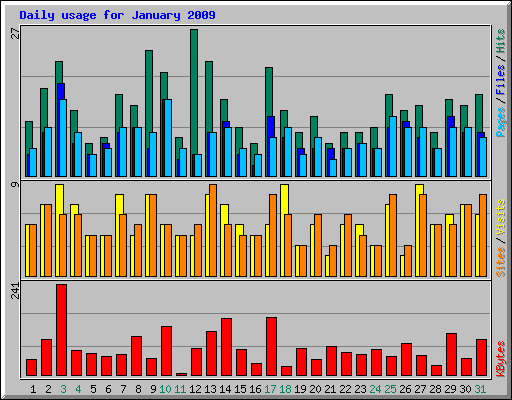 Daily usage for January 2009
27
Pages / Files / Hits
9
Sites / Visits
241
KBytes
1 2 3 4 5 6 7 8 9 10 11 12 13 14 15 16 17 18 19 20 21 22 23 24 25 26 27 28 29 30 31